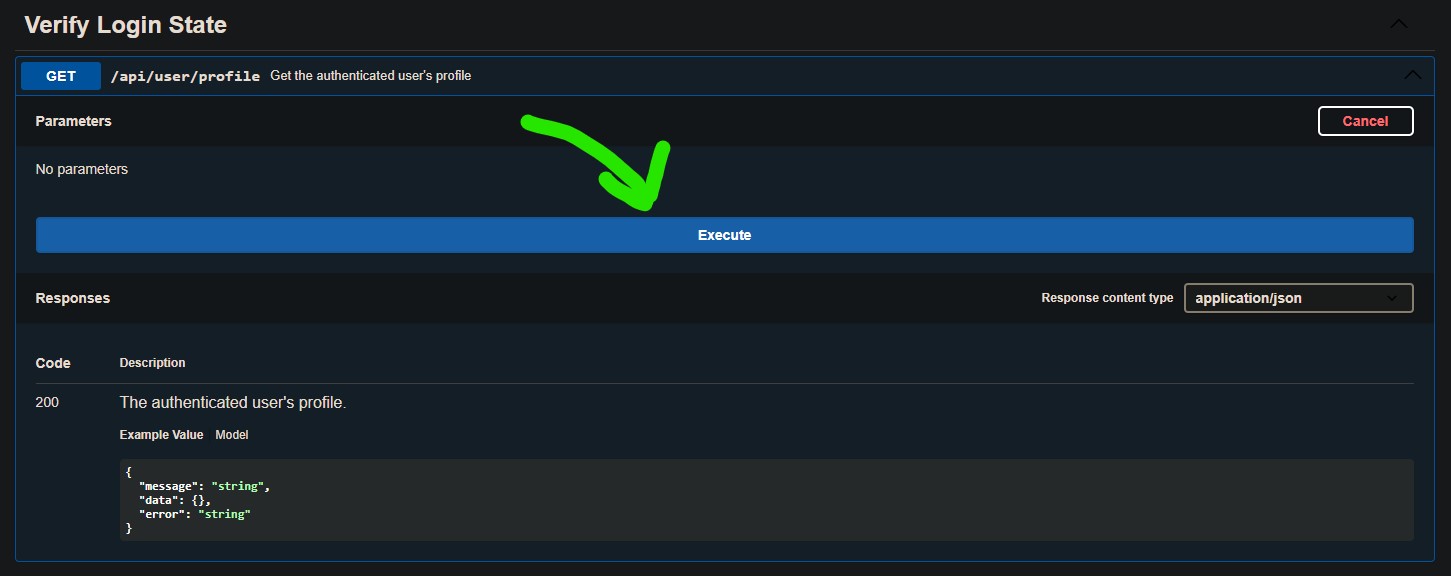 Verify Login State
GET /api/user/profile Get the authenticated user's profile
Parameters Cancel
No parameters
Execute
Responses Response content type application/json
Code Description
200 The authenticated user's profile.
Example Value Model
{
"message": "string",
"data": {},
"error": "string"
}